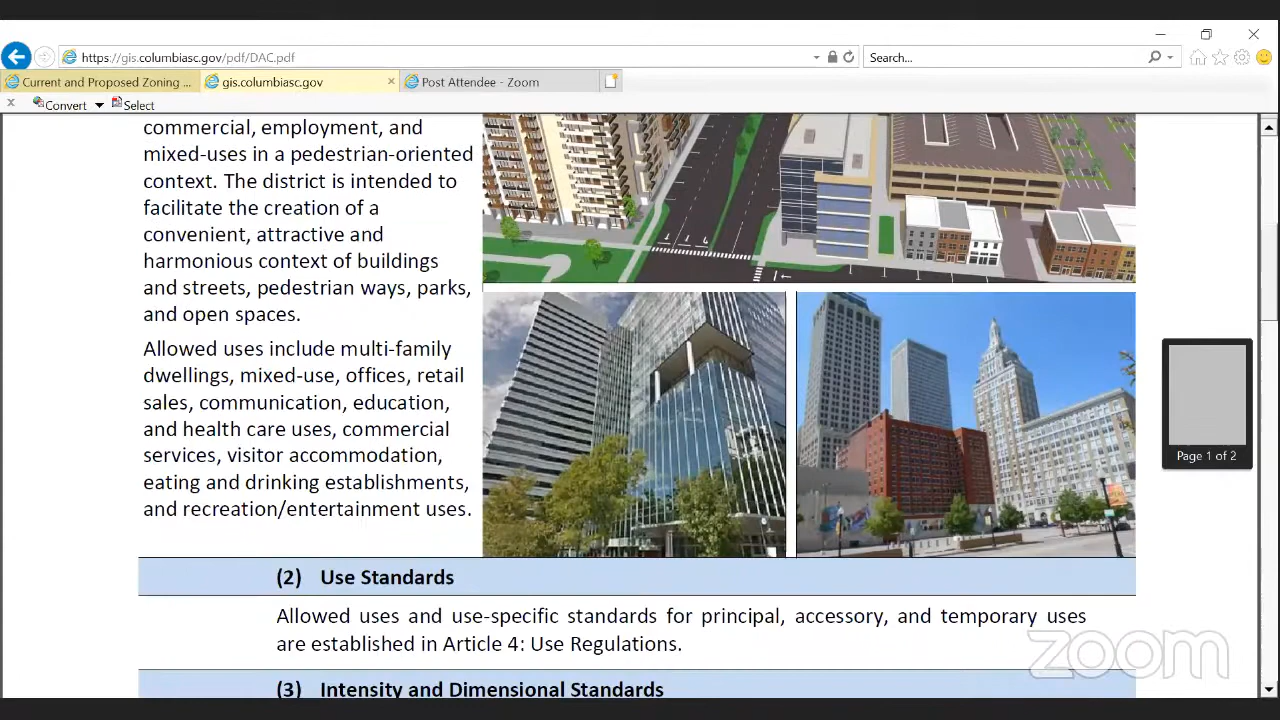 https://gis.columbiasc.gov/pdf/DAC.pdf
Search...
Current and Proposed Zoning ...
gis.columbiasc.gov
Post Attendee - Zoom
x Convert Select
commercial, employment, and
mixed-uses in a pedestrian-oriented
context. The district is intended to
facilitate the creation of a
convenient, attractive and
harmonious context of buildings
and streets, pedestrian ways, parks,
and open spaces.
Allowed uses include multi-family
dwellings, mixed-use, offices, retail
sales, communication, education,
and health care uses, commercial
services, visitor accommodation,
eating and drinking establishments,
and recreation/entertainment uses.
Page 1 of 2
(2) Use Standards
Allowed uses and use-specific standards for principal, accessory, and temporary uses
are established in Article 4: Use Regulations.
(3) Intensity and Dimensional Standards
zoom